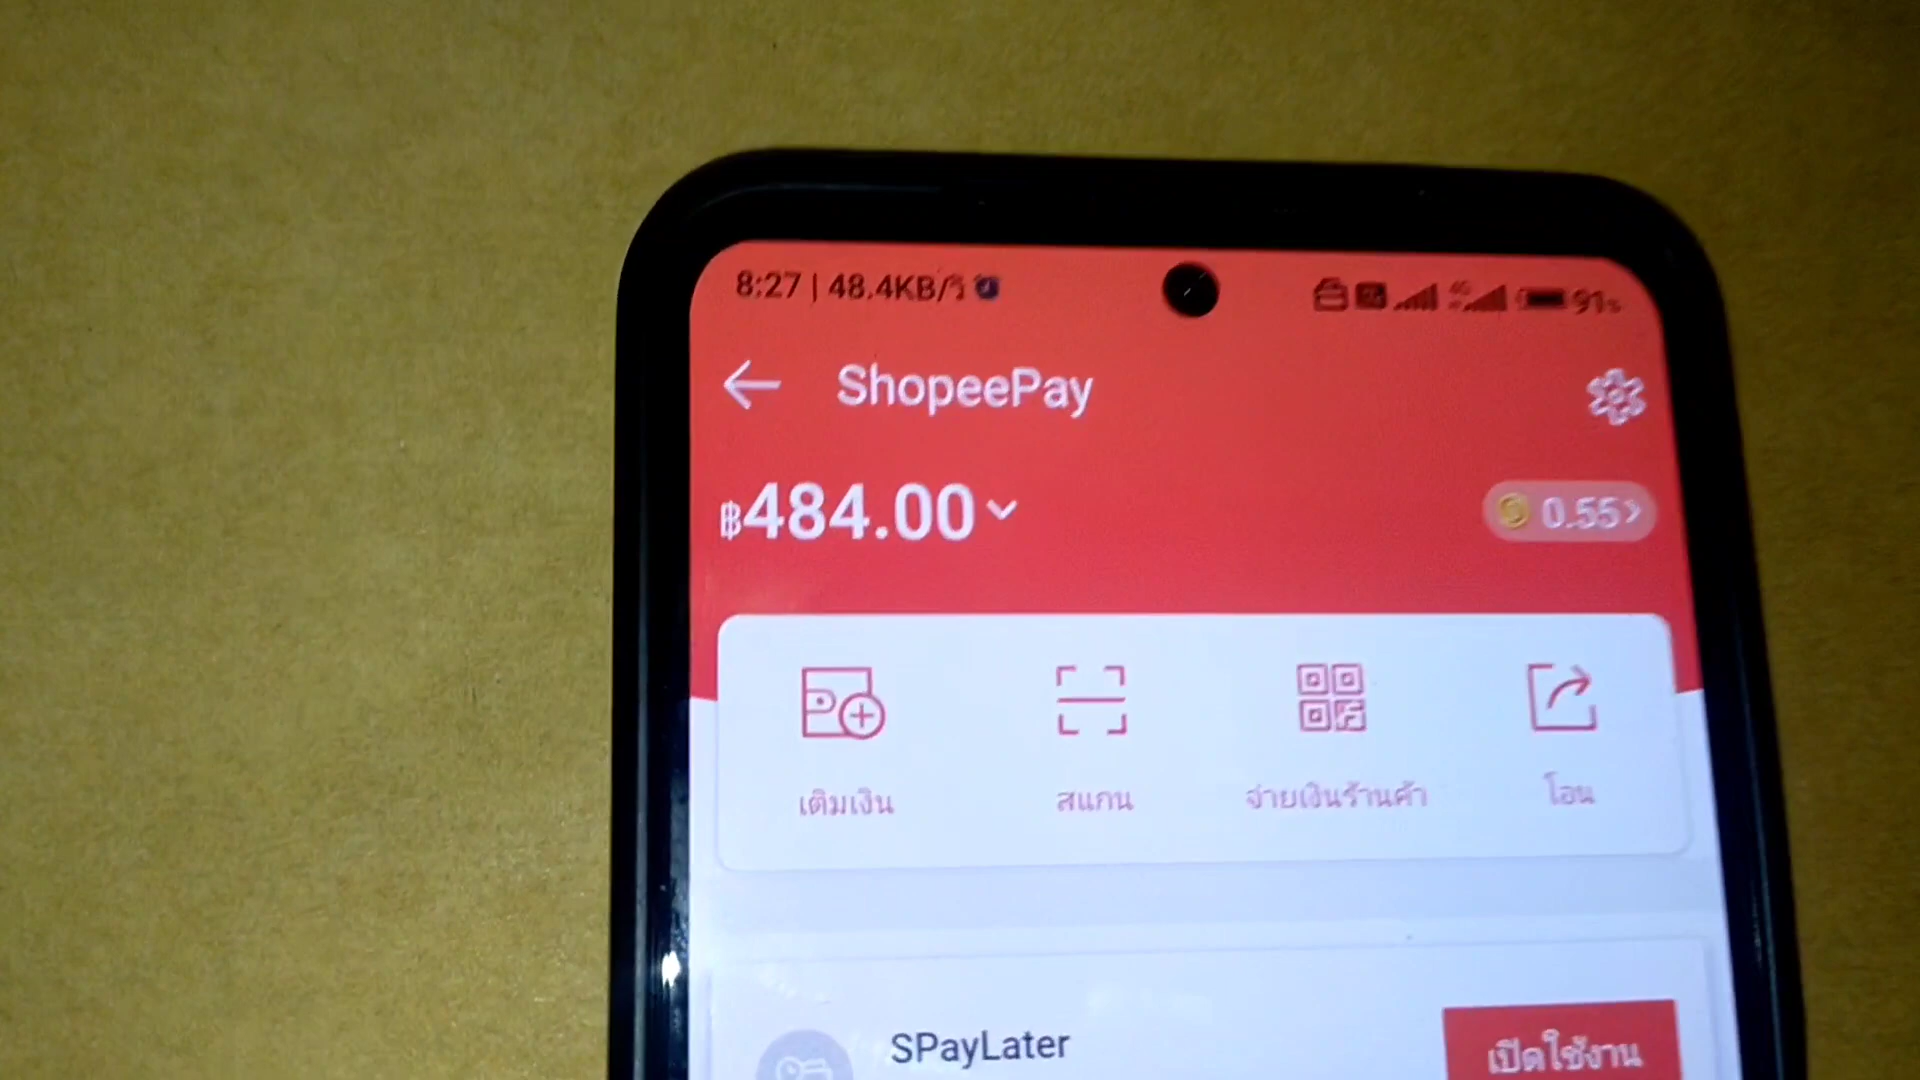 8:27 | 48.4KB/s
4G
91%
ShopeePay
฿484.00
0.55
เติมเงิน
สแกน
จ่ายเงินร้านค้า
โอน
SPayLater
เปิดใช้งาน